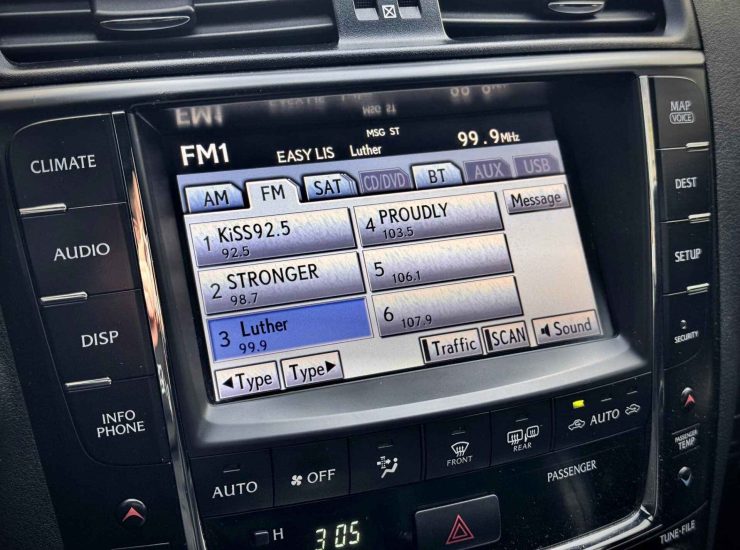 MSG ST
FM1 EASY LIS Luther 99.9MHz
AM FM SAT CD/DVD BT AUX USB
1 KiSS92.5
92.5
4 PROUDLY
103.5
Message
2 STRONGER
98.7
5
106.1
3 Luther
99.9
6
107.9
◄Type Type► Traffic SCAN Sound
CLIMATE
AUDIO
DISP
INFO
PHONE
MAP
VOICE
DEST
SETUP
SECURITY
PASSENGER
TEMP
TUNE·FILE
AUTO OFF FRONT REAR AUTO
PASSENGER
H 3:05